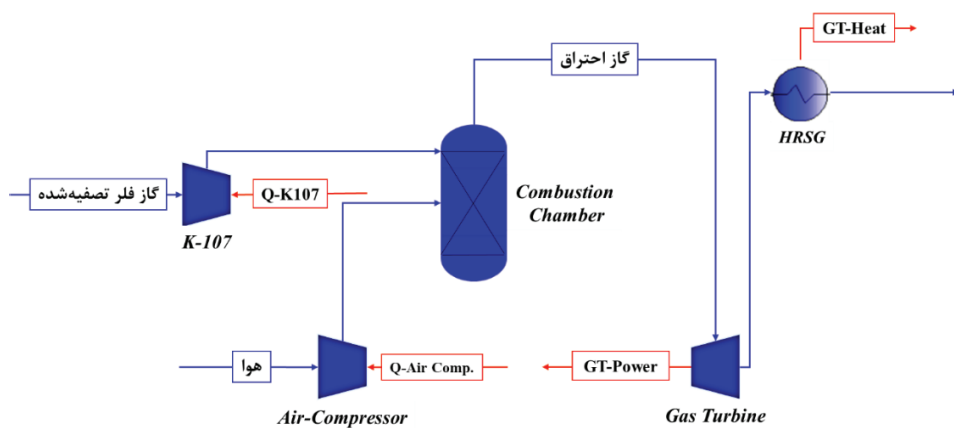 GT-Heat
گاز احتراق
HRSG
گاز فلر تصفیه‌شده
Q-K107
K-107
Combustion
Chamber
هوا
Q-Air Comp.
GT-Power
Air-Compressor
Gas Turbine